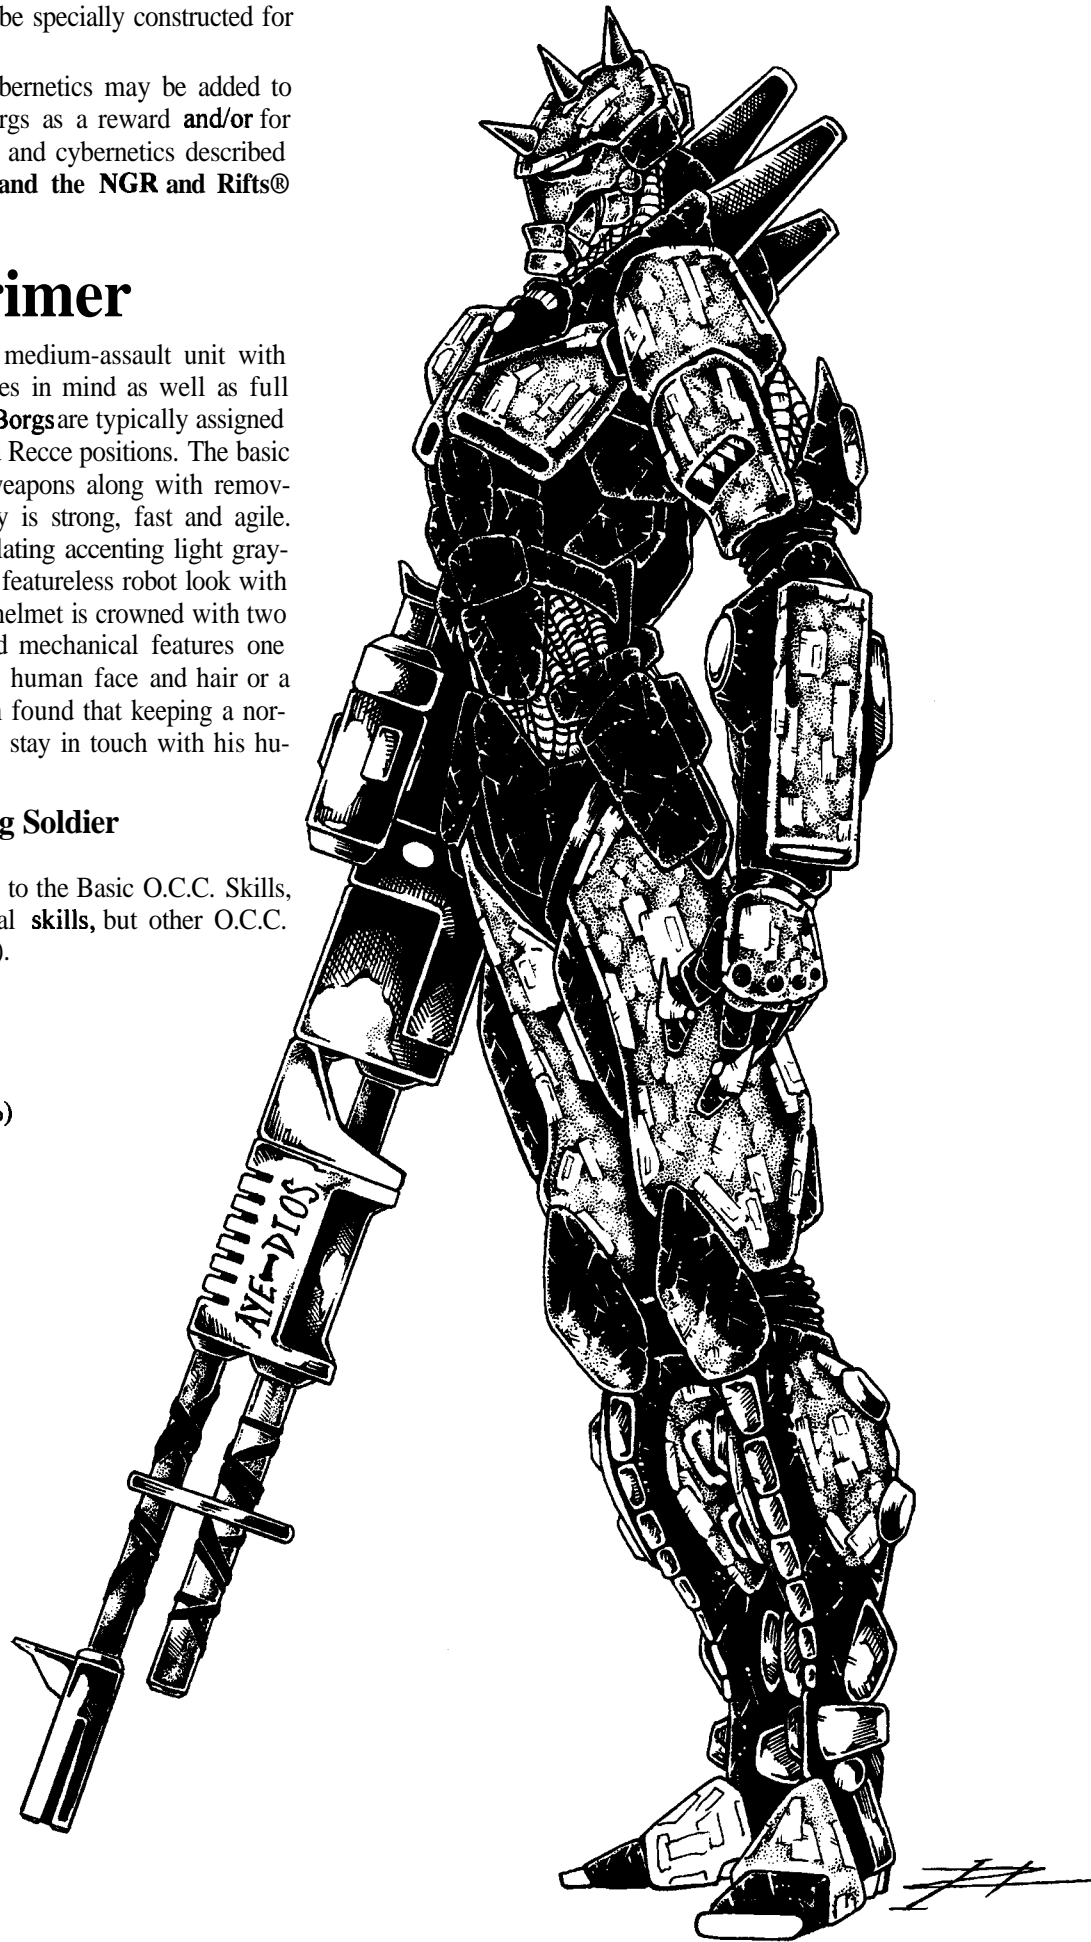 be specially constructed for
bernetics may be added to
rgs as a reward and/or for
and cybernetics described
and the NGR and Rifts®
rimer
medium-assault unit with
es in mind as well as full
Borgs are typically assigned
Recce positions. The basic
weapons along with remov-
y is strong, fast and agile.
lating accenting light gray-
featureless robot look with
helmet is crowned with two
d mechanical features one
human face and hair or a
n found that keeping a nor-
stay in touch with his hu-
g Soldier
to the Basic O.C.C. Skills,
al skills, but other O.C.C.
).
)
AYE-DIOS